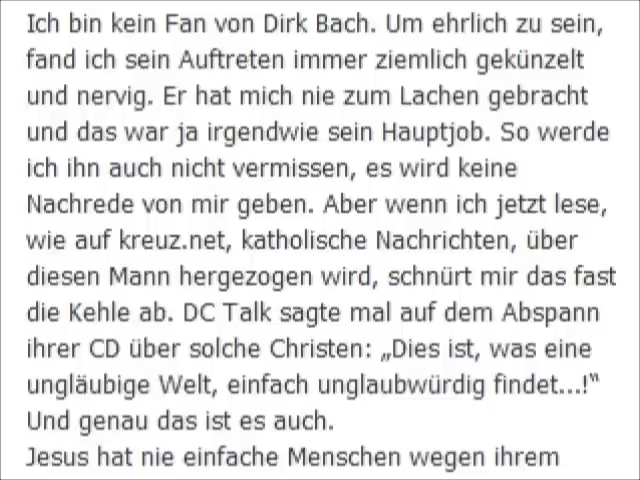 Ich bin kein Fan von Dirk Bach. Um ehrlich zu sein,
fand ich sein Auftreten immer ziemlich gekünzelt
und nervig. Er hat mich nie zum Lachen gebracht
und das war ja irgendwie sein Hauptjob. So werde
ich ihn auch nicht vermissen, es wird keine
Nachrede von mir geben. Aber wenn ich jetzt lese,
wie auf kreuz.net, katholische Nachrichten, über
diesen Mann hergezogen wird, schnürt mir das fast
die Kehle ab. DC Talk sagte mal auf dem Abspann
ihrer CD über solche Christen: „Dies ist, was eine
ungläubige Welt, einfach unglaubwürdig findet...!“
Und genau das ist es auch.
Jesus hat nie einfache Menschen wegen ihrem